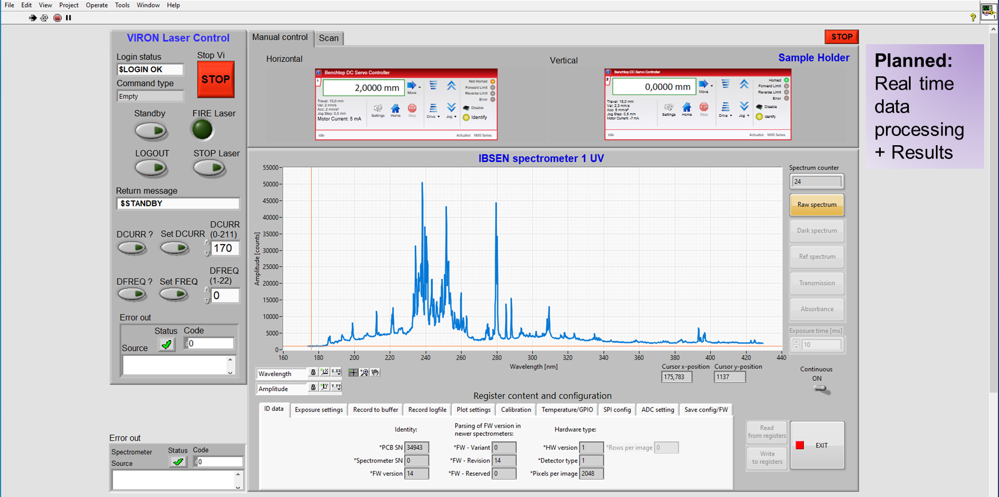 File Edit View Project Operate Tools Window Help
VIRON Laser Control
Login status
$LOGIN OK
Stop Vi
STOP
Command type
Empty
Standby
FIRE Laser
LOGOUT
STOP Laser
Return message
$STANDBY
DCURR ?
Set DCURR
DCURR
(0-211)
170
DFREQ ?
Set FREQ
DFREQ
(1-22)
0
Error out
Status Code
Source
0
Error out
Spectrometer
Source
Status Code
0
Manual control
Scan
STOP
Sample Holder
Horizontal
Benchtop DC Servo Controller
1
2,0000 mm
Move
Not Homed
Forward Limit
Reverse Limit
Error
Travel: 15,0 mm
Vel: 2 mm/s
Acc: 2 mm/s²
Jog Step: 0,5 mm
Motor Current: 5 mA
Settings
Home
STOP
Stop
Drive
Jog
Disable
Identify
Idle
Actuator: M30 Series
Vertical
Benchtop DC Servo Controller
2
0,0000 mm
Move
Homed
Forward Limit
Reverse Limit
Error
Travel: 15,0 mm
Vel: 2,3 mm/s
Acc: 5 mm/s²
Jog Step: 0,5 mm
Motor Current: -7 mA
Settings
Home
Stop
Drive
Jog
Disable
Identify
Idle
Actuator: M30 Series
Planned:
Real time
data
processing
+ Results
IBSEN spectrometer 1 UV
Amplitude [counts]
55000
50000
45000
40000
35000
30000
25000
20000
15000
10000
5000
0
160 180 200 220 240 260 280 300 320 340 360 380 400 420 440
Wavelength [nm]
Spectrum counter
24
Raw spectrum
Dark spectrum
Ref spectrum
Transmission
Absorbance
Exposure time [ms]
10
Continuous
ON
Cursor x-position
175,783
Cursor y-position
1137
Wavelength
Amplitude
Register content and configuration
ID data
Exposure settings
Record to buffer
Record logfile
Plot settings
Calibration
Temperature/GPIO
SPI config
ADC setting
Save config/FW
Identity:
*PCB SN 34943
*Spectrometer SN 0
*FW version 14
Parsing of FW version in
newer spectrometers:
*FW - Variant 0
*FW - Revision 14
*FW - Reserved 0
Hardware type:
*HW version 1
*Rows per image 0
*Detector type 1
*Pixels per image 2048
Read
from registers
Write
to registers
EXIT